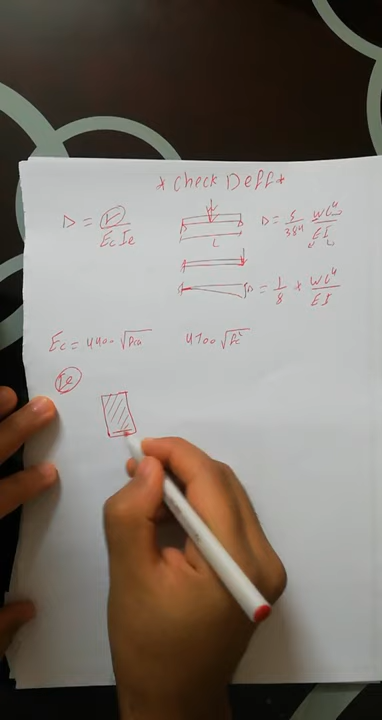 * Check Deff *
Δ = V / Ec Ie
L
Δ = 5/384 WL⁴/EI
Δ = 1/8 * WL⁴/EI
Ec = 4400 √fcu 4700 √fc'
Ie